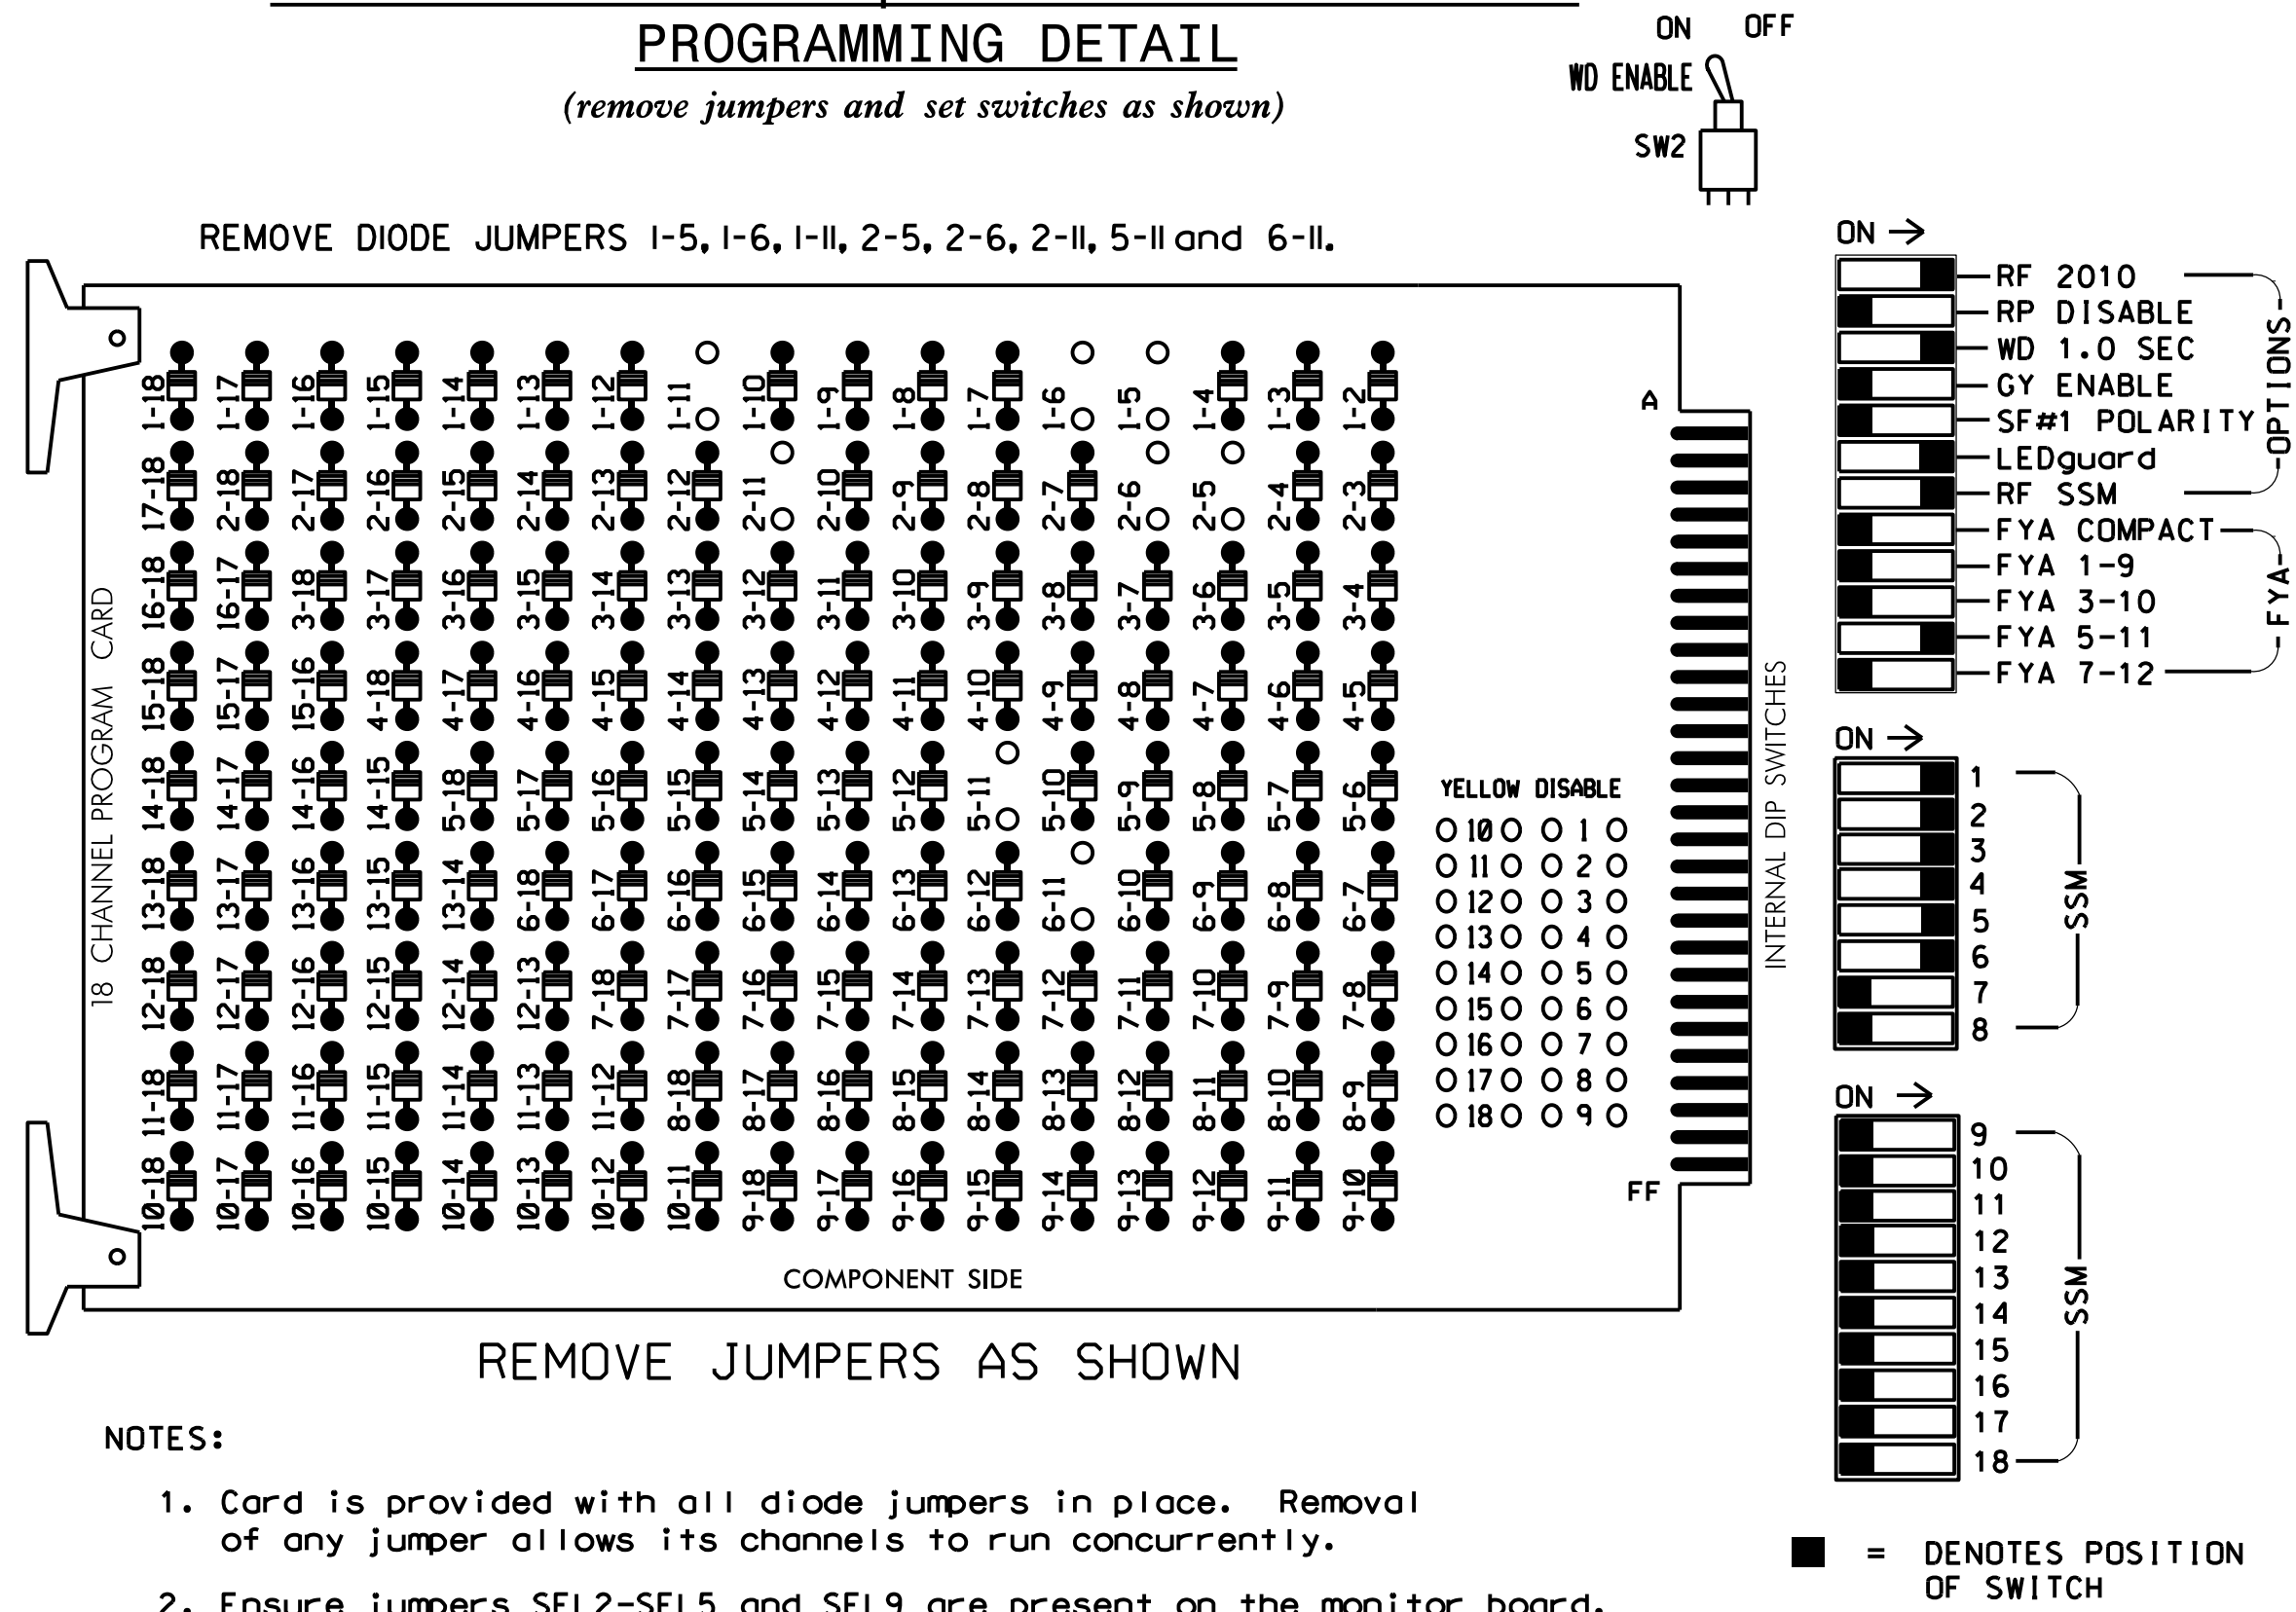 PROGRAMMING DETAIL
(remove jumpers and set switches as shown)
ON OFF
WD ENABLE
SW2
REMOVE DIODE JUMPERS 1-5, 1-6, 1-11, 2-5, 2-6, 2-11, 5-11 and 6-11.
1-18 1-17 1-16 1-15 1-14 1-13 1-12 1-11 1-10 1-9 1-8 1-7 1-6 1-5 1-4 1-3 1-2
17-18 2-18 2-17 2-16 2-15 2-14 2-13 2-12 2-11 2-10 2-9 2-8 2-7 2-6 2-5 2-4 2-3
16-18 16-17 3-18 3-17 3-16 3-15 3-14 3-13 3-12 3-11 3-10 3-9 3-8 3-7 3-6 3-5 3-4
15-18 15-17 15-16 4-18 4-17 4-16 4-15 4-14 4-13 4-12 4-11 4-10 4-9 4-8 4-7 4-6 4-5
14-18 14-17 14-16 14-15 5-18 5-17 5-16 5-15 5-14 5-13 5-12 5-11 5-10 5-9 5-8 5-7 5-6
13-18 13-17 13-16 13-15 13-14 6-18 6-17 6-16 6-15 6-14 6-13 6-12 6-11 6-10 6-9 6-8 6-7
12-18 12-17 12-16 12-15 12-14 12-13 7-18 7-17 7-16 7-15 7-14 7-13 7-12 7-11 7-10 7-9 7-8
11-18 11-17 11-16 11-15 11-14 11-13 11-12 8-18 8-17 8-16 8-15 8-14 8-13 8-12 8-11 8-10 8-9
10-18 10-17 10-16 10-15 10-14 10-13 10-12 10-11 9-18 9-17 9-16 9-15 9-14 9-13 9-12 9-11 9-10
18 CHANNEL PROGRAM CARD
COMPONENT SIDE
A
FF
YELLOW DISABLE
10 1
11 2
12 3
13 4
14 5
15 6
16 7
17 8
18 9
INTERNAL DIP SWITCHES
ON →
RF 2010
RP DISABLE
WD 1.0 SEC
GY ENABLE
SF#1 POLARITY
LEDguard
RF SSM
OPTIONS
FYA COMPACT
FYA 1-9
FYA 3-10
FYA 5-11
FYA 7-12
FYA
ON →
1
2
3
4
5
6
7
8
SSM
ON →
9
10
11
12
13
14
15
16
17
18
SSM
REMOVE JUMPERS AS SHOWN
NOTES:
1. Card is provided with all diode jumpers in place. Removal
of any jumper allows its channels to run concurrently.
2. Ensure jumpers SEL2-SEL5 and SEL9 are present on the monitor board.
= DENOTES POSITION
OF SWITCH